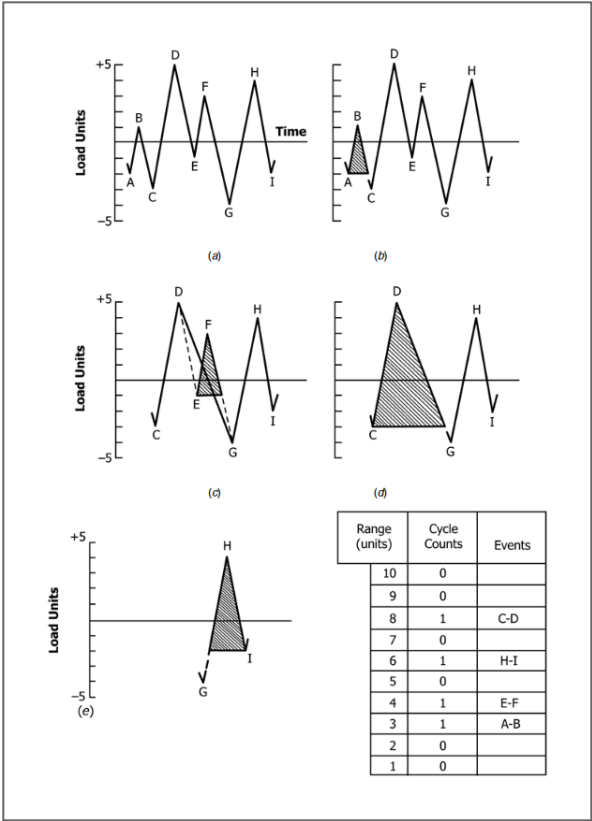 D
D
+5
H
H
F
F
B
B
Time
Load Units
A
E
A
E
C
I
C
I
G
G
−5
(a)
(b)
+5
D
D
H
H
F
Load Units
E
C
I
C
I
G
G
−5
(c)
(d)
+5
H
Load Units
I
G
−5
(e)
Range (units) Cycle Counts Events
10 0
9 0
8 1 C-D
7 0
6 1 H-I
5 0
4 1 E-F
3 1 A-B
2 0
1 0